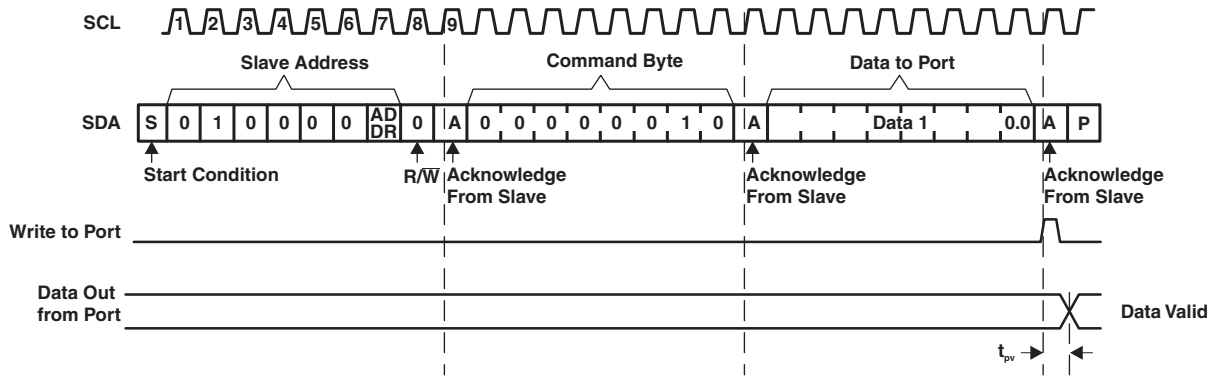 SCL 1 2 3 4 5 6 7 8 9
Slave Address Command Byte Data to Port
SDA S 0 1 0 0 0 0 AD DR 0 A 0 0 0 0 0 0 1 0 A Data 1 0.0 A P
Start Condition R/W Acknowledge From Slave Acknowledge From Slave Acknowledge From Slave
Write to Port
Data Out from Port Data Valid
tpv